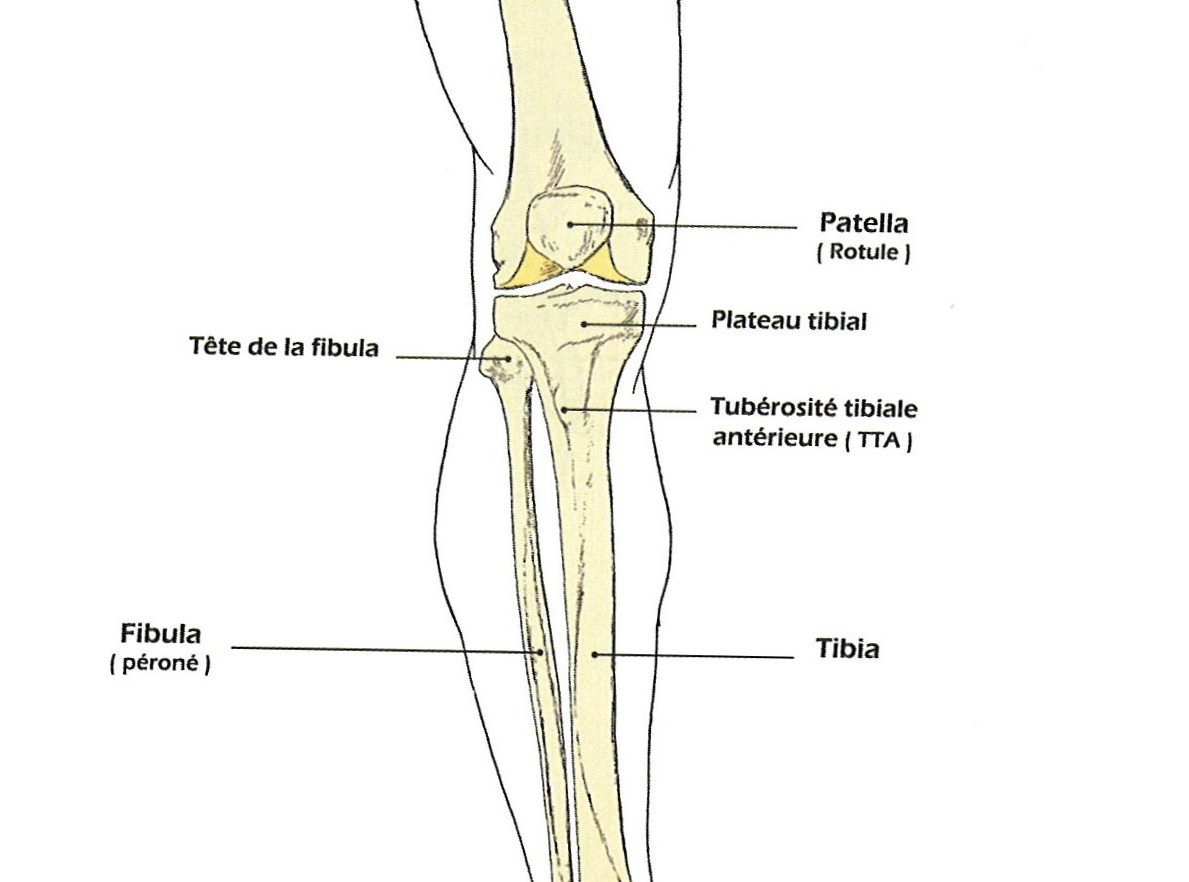 Patella
( Rotule )
Plateau tibial
Tête de la fibula
Tubérosité tibiale
antérieure ( TTA )
Fibula
( péroné )
Tibia